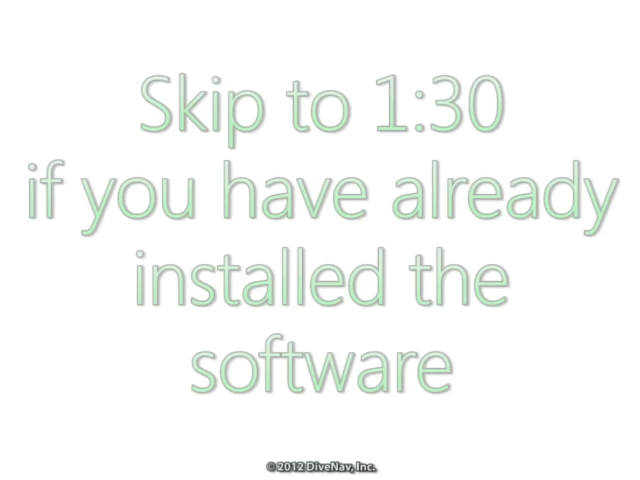 Skip to 1:30
if you have already
installed the
software
© 2012 DiveNav, Inc.